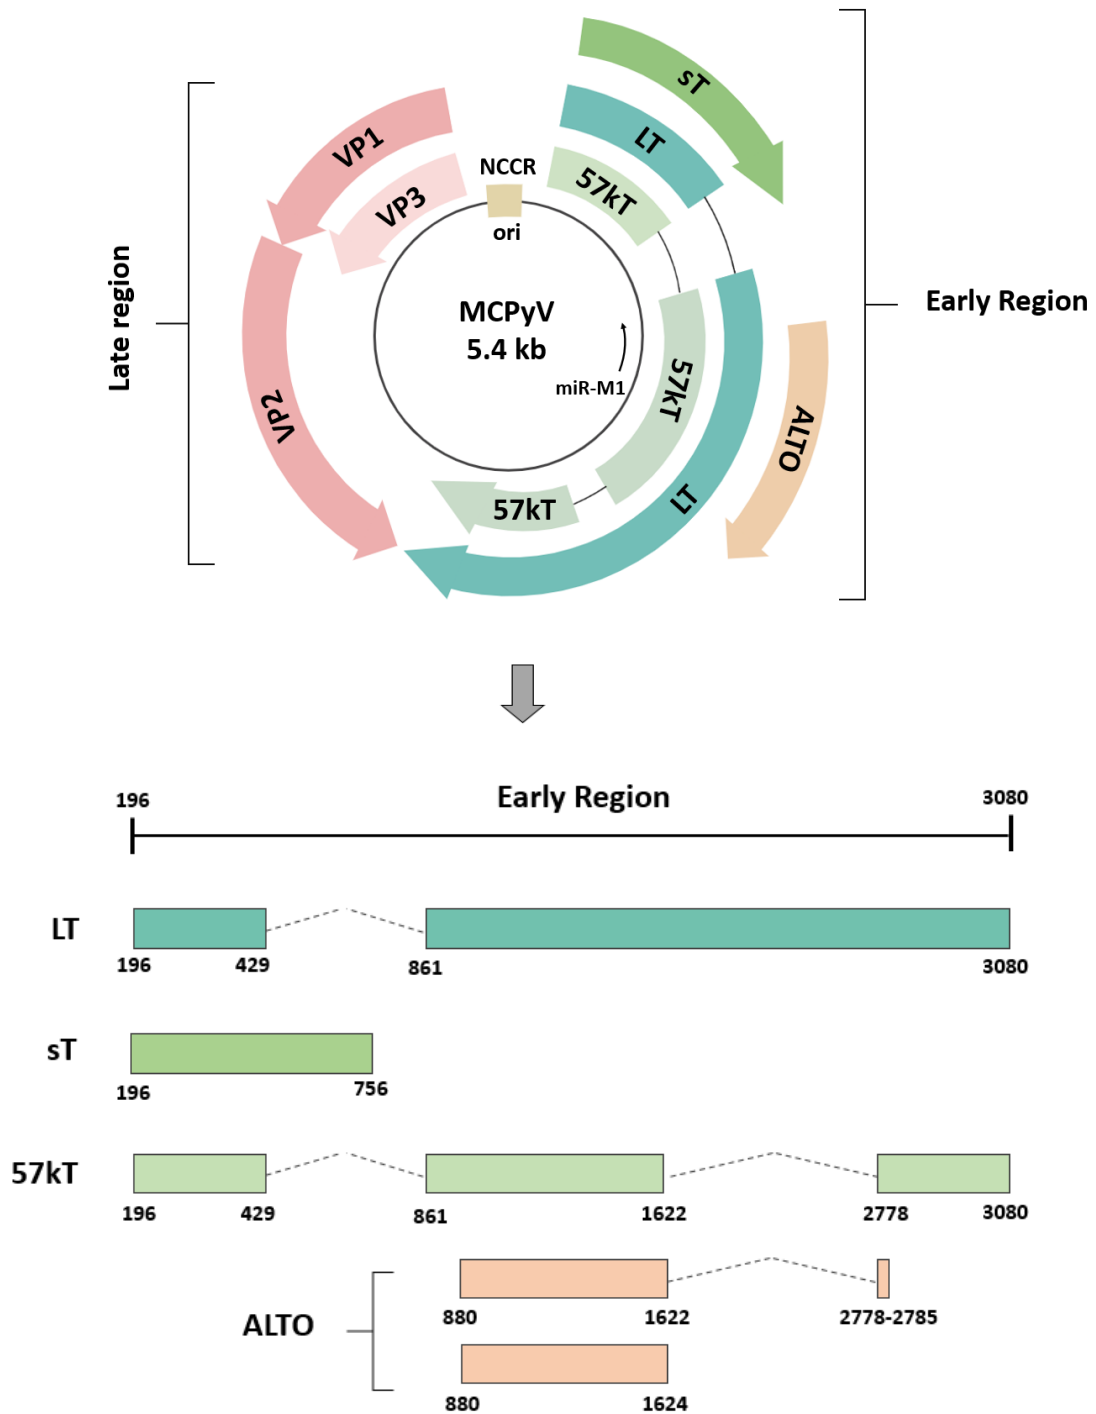 sT
LT
57kT
VP1
VP3
NCCR
ori
Late region
MCPyV
5.4 kb
miR-M1
Early Region
57kT
ALTO
VP2
LT
57kT
196
Early Region
3080
LT
196
429
861
3080
sT
196
756
57kT
196
429
861
1622
2778
3080
ALTO
880
1622
2778-2785
880
1624